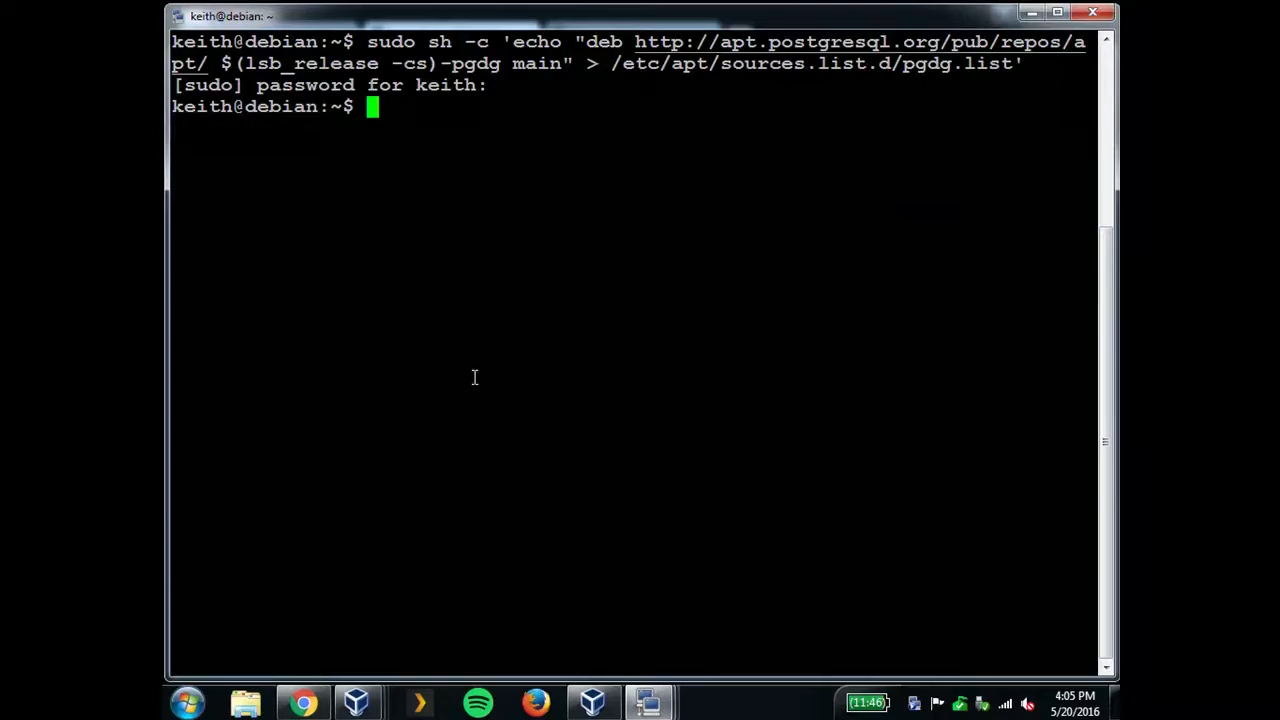 keith@debian: ~
keith@debian:~$ sudo sh -c 'echo "deb http://apt.postgresql.org/pub/repos/a
pt/ $(lsb_release -cs)-pgdg main" > /etc/apt/sources.list.d/pgdg.list'
[sudo] password for keith:
keith@debian:~$
(11:46)
4:05 PM
5/20/2016